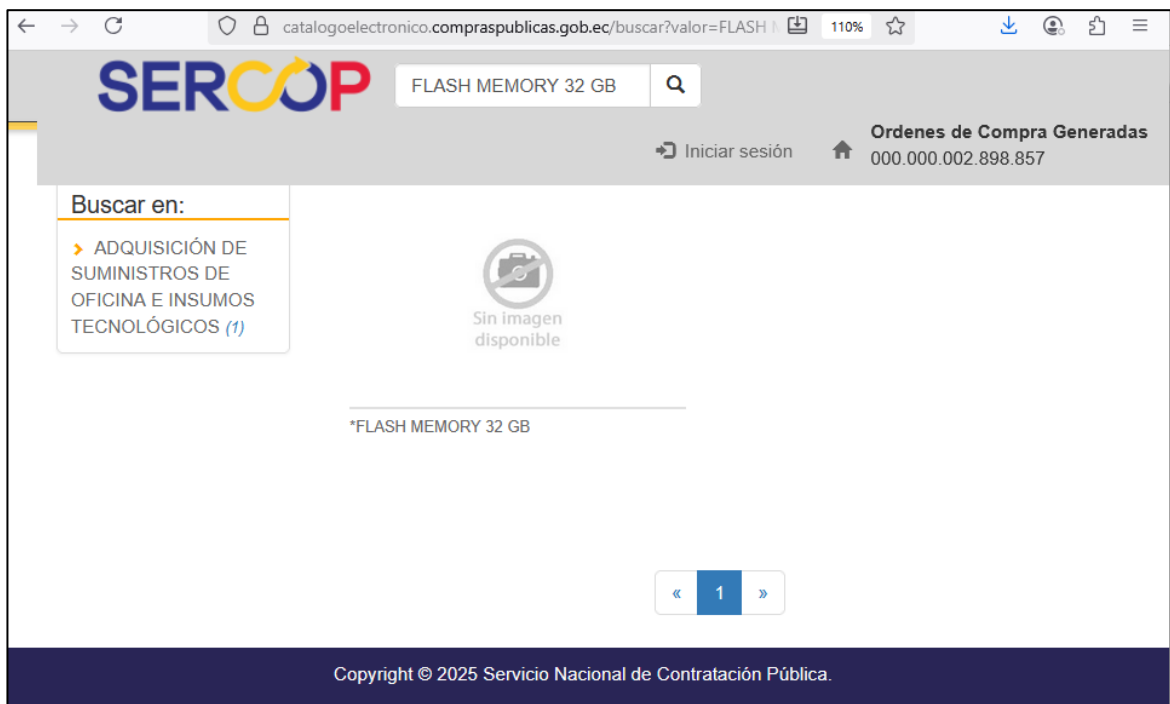 catalogoelectronico.compraspublicas.gob.ec/buscar?valor=FLASH
110%
SERCOP
FLASH MEMORY 32 GB
Iniciar sesión
Ordenes de Compra Generadas
000.000.002.898.857
Buscar en:
ADQUISICIÓN DE
SUMINISTROS DE
OFICINA E INSUMOS
TECNOLÓGICOS (1)
Sin imagen
disponible
*FLASH MEMORY 32 GB
« 1 »
Copyright © 2025 Servicio Nacional de Contratación Pública.